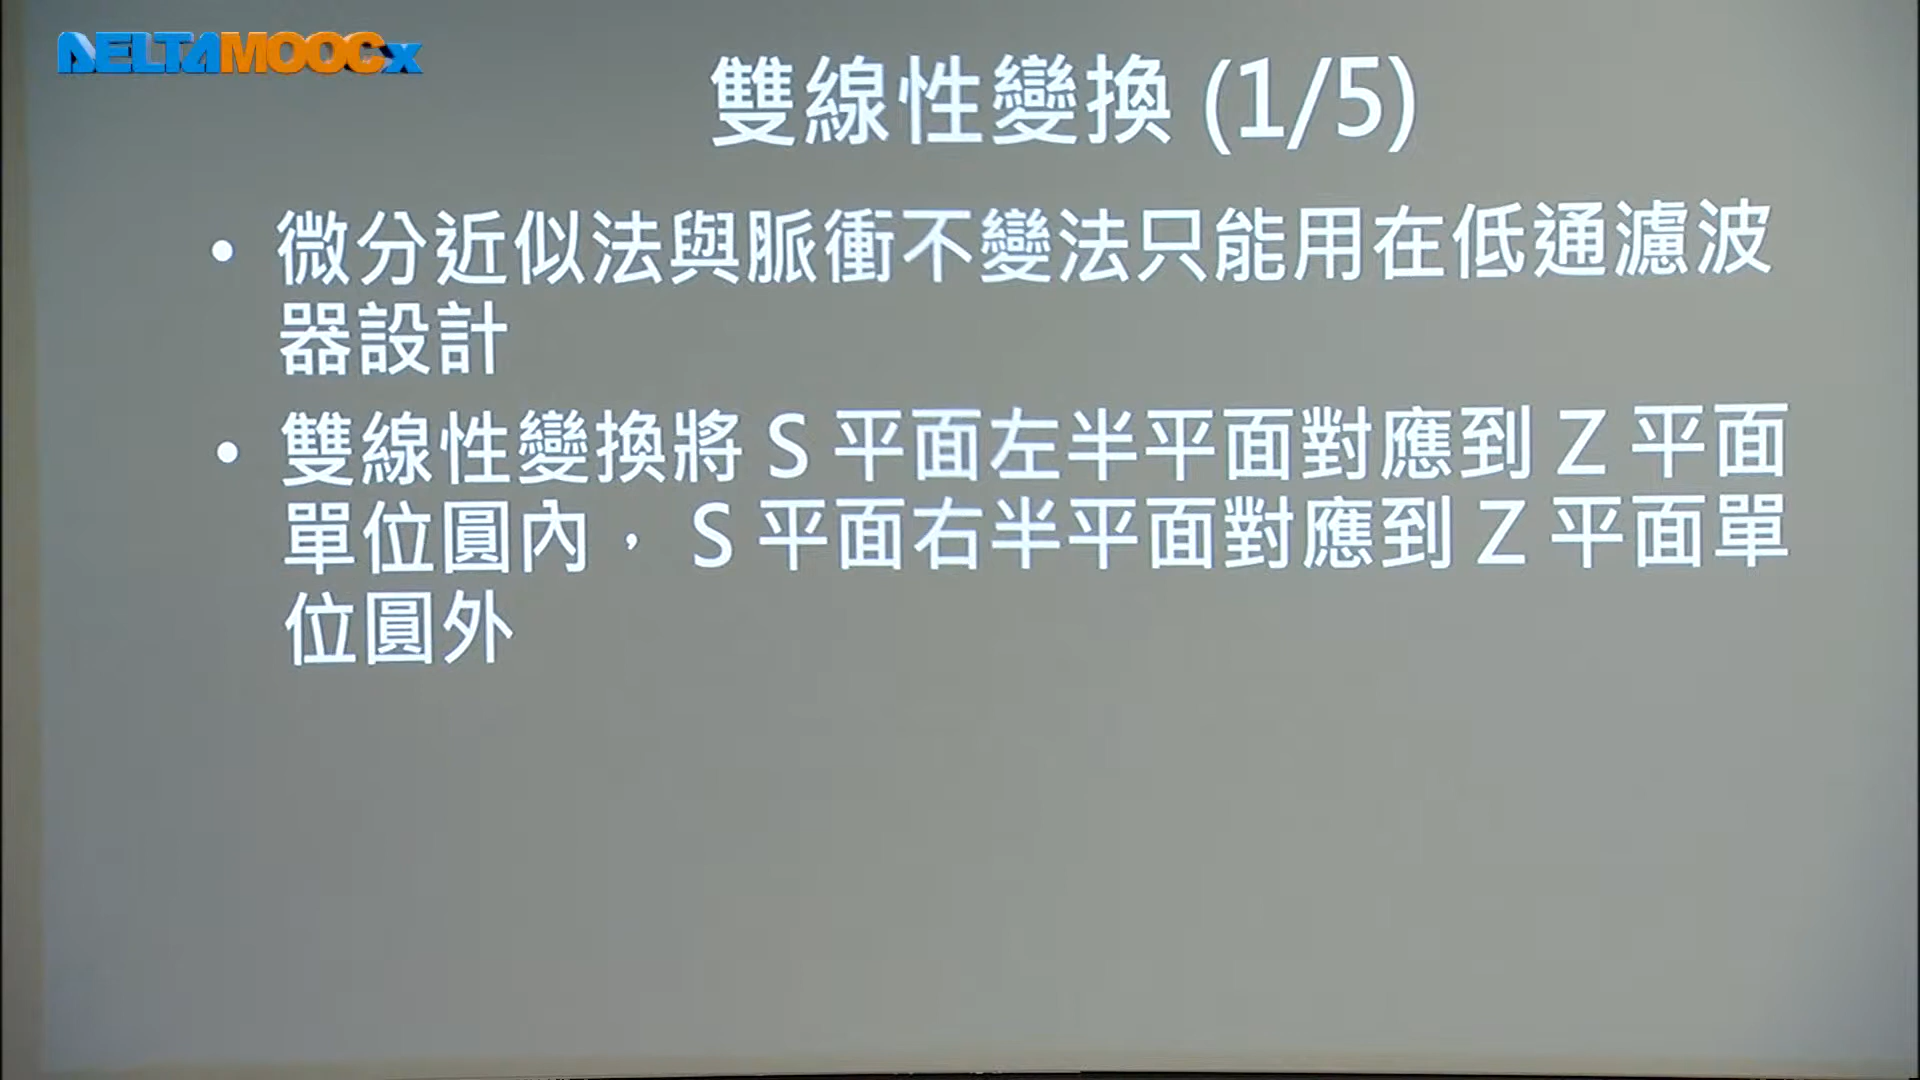 DELTAMOOCx
雙線性變換 (1/5)
• 微分近似法與脈衝不變法只能用在低通濾波
器設計
• 雙線性變換將 S 平面左半平面對應到 Z 平面
單位圓內， S 平面右半平面對應到 Z 平面單
位圓外